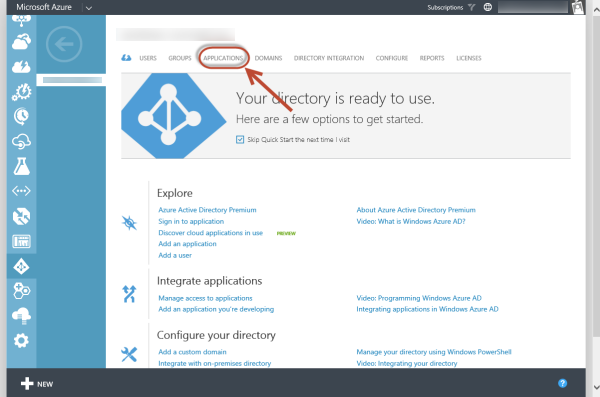 Microsoft Azure
Subscriptions
USERS GROUPS APPLICATIONS DOMAINS DIRECTORY INTEGRATION CONFIGURE REPORTS LICENSES
Your directory is ready to use.
Here are a few options to get started.
Skip Quick Start the next time I visit
Explore
Azure Active Directory Premium
About Azure Active Directory Premium
Sign in to application
Video: What is Windows Azure AD?
Discover cloud applications in use PREVIEW
Add an application
Add a user
Integrate applications
Manage access to applications
Video: Programming Windows Azure AD
Add an application you're developing
Integrating applications in Windows Azure AD
Configure your directory
Add a custom domain
Manage your directory using Windows PowerShell
Integrate with on-premises directory
Video: Integrating your directory
NEW
?